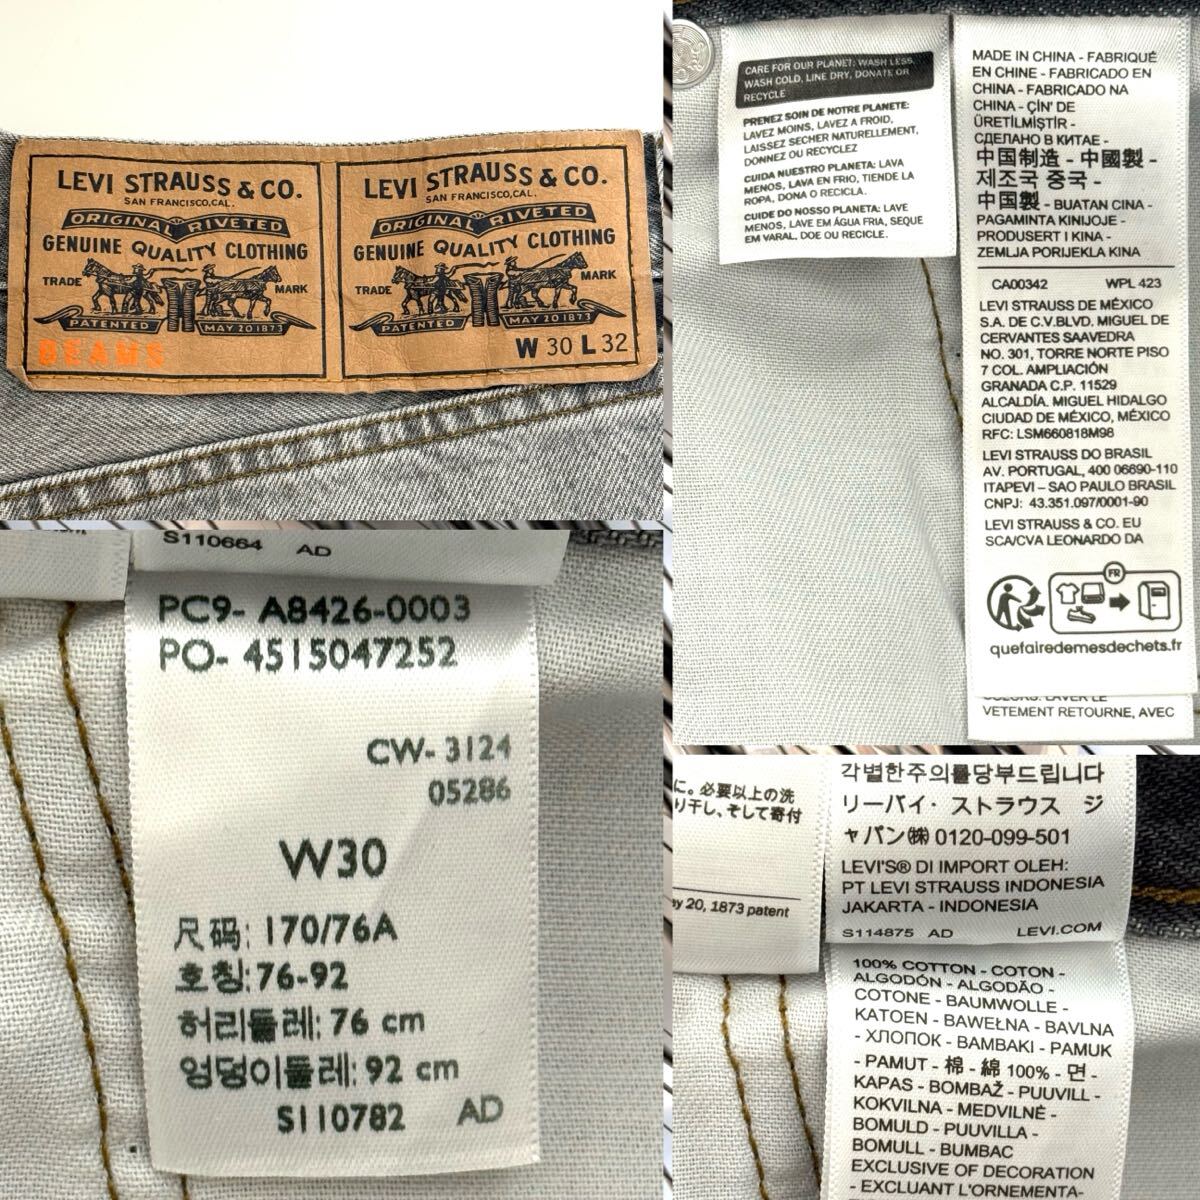 LEVI STRAUSS & CO.
SAN FRANCISCO, CAL.
ORIGINAL RIVETED
GENUINE QUALITY CLOTHING
TRADE MARK
PATENTED MAY 20 1873
BEAMS
LEVI STRAUSS & CO.
SAN FRANCISCO, CAL.
ORIGINAL RIVETED
GENUINE QUALITY CLOTHING
TRADE MARK
PATENTED MAY 20 1873
W 30 L 32
CARE FOR OUR PLANET: WASH LESS,
WASH COLD, LINE DRY, DONATE OR
RECYCLE
PRENEZ SOIN DE NOTRE PLANETE:
LAVEZ MOINS, LAVEZ A FROID,
LAISSEZ SECHER NATURELLEMENT,
DONNEZ OU RECYCLEZ
CUIDA NUESTRO PLANETA: LAVA
MENOS, LAVA EN FRIO, TIENDE LA
ROPA, DONA O RECICLA.
CUIDE DO NOSSO PLANETA: LAVE
MENOS, LAVE EM ÁGUA FRIA, SEQUE
EM VARAL, DOE OU RECICLE.
MADE IN CHINA - FABRIQUÉ
EN CHINE - FABRICADO EN
CHINA - FABRICADO NA
CHINA - ÇİN' DE
ÜRETİLMİŞTİR -
СДЕЛАНО В КИТАЕ -
中国制造 - 中國製 -
제조국 중국 -
中国製 - BUATAN CINA -
PAGAMINTA KINIJOJE -
PRODUSERT I KINA -
ZEMLJA PORIJEKLA KINA
CA00342 WPL 423
LEVI STRAUSS DE MÉXICO
S.A. DE C.V.BLVD. MIGUEL DE
CERVANTES SAAVEDRA
NO. 301, TORRE NORTE PISO
7 COL. AMPLIACIÓN
GRANADA C.P. 11529
ALCALDÍA. MIGUEL HIDALGO
CIUDAD DE MÉXICO, MÉXICO
RFC: LSM660818M98
LEVI STRAUSS DO BRASIL
AV. PORTUGAL, 400 06690-110
ITAPEVI – SAO PAULO BRASIL
CNPJ: 43.351.097/0001-90
LEVI STRAUSS & CO. EU
SCA/CVA LEONARDO DA
FR
quefairedemesdechets.fr
COLORS. LAVER LE
VETEMENT RETOURNE, AVEC
S110664 AD
PC9- A8426-0003
PO- 4515047252
CW- 3124
05286
W30
尺码: 170/76A
호칭: 76-92
허리둘레: 76 cm
엉덩이둘레: 92 cm
S110782 AD
に。必要以上の洗
り干し、そして寄付
ay 20, 1873 patent
각별한주의를당부드립니다
リーバイ・ストラウス ジ
ャパン㈱ 0120-099-501
LEVI'S® DI IMPORT OLEH:
PT LEVI STRAUSS INDONESIA
JAKARTA - INDONESIA
S114875 AD LEVI.COM
100% COTTON - COTON -
ALGODÓN - ALGODÃO -
COTONE - BAUMWOLLE -
KATOEN - BAWEŁNA - BAVLNA
- ХЛОПОК - BAMBAKI - PAMUK
- PAMUT - 棉 - 綿 100% - 면 -
KAPAS - BOMBAŽ - PUUVILL -
KOKVILNA - MEDVILNĖ -
BOMULD - PUUVILLA -
BOMULL - BUMBAC
EXCLUSIVE OF DECORATION
- EXCLUANT L'ORNEMENTA-